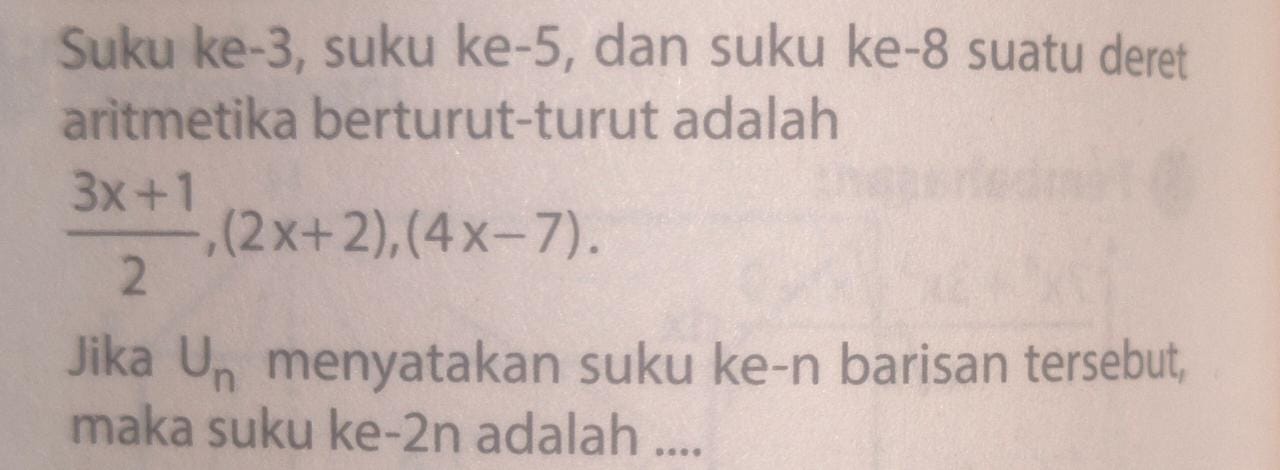 Suku ke-3, suku ke-5, dan suku ke-8 suatu deret
aritmetika berturut-turut adalah
$\frac{3x+1}{2}$,(2x+2),(4x-7).
Jika Uₙ menyatakan suku ke-n barisan tersebut,
maka suku ke-2n adalah ....